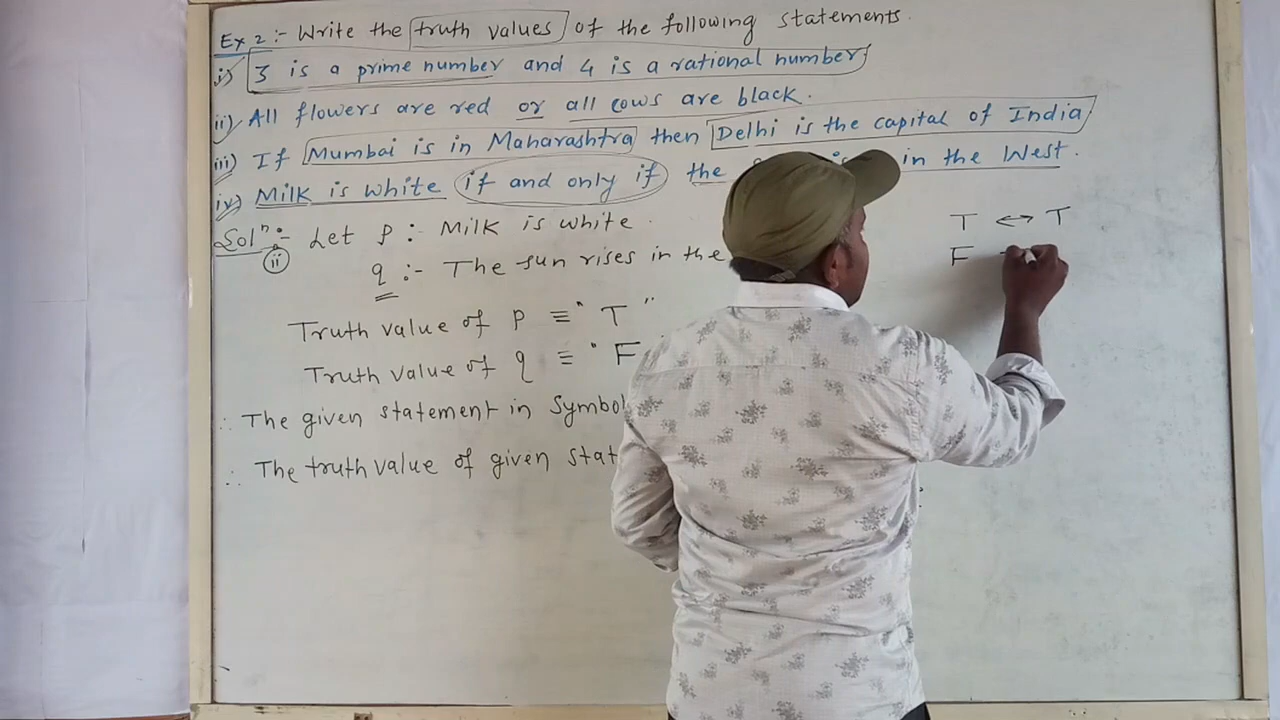 Ex 2 :- Write the truth values of the following statements.
i) 3 is a prime number and 4 is a rational number
ii) All flowers are red or all cows are black.
iii) If Mumbai is in Maharashtra then Delhi is the capital of India
iv) Milk is white if and only if the in the West.
Solⁿ:- Let p : Milk is white.
ii
q :- The sun rises in the
T ↔ T
F
Truth value of p ≡ "T"
Truth value of q ≡ "F
∴ The given statement in Symbol
∴ The truth value of given stat